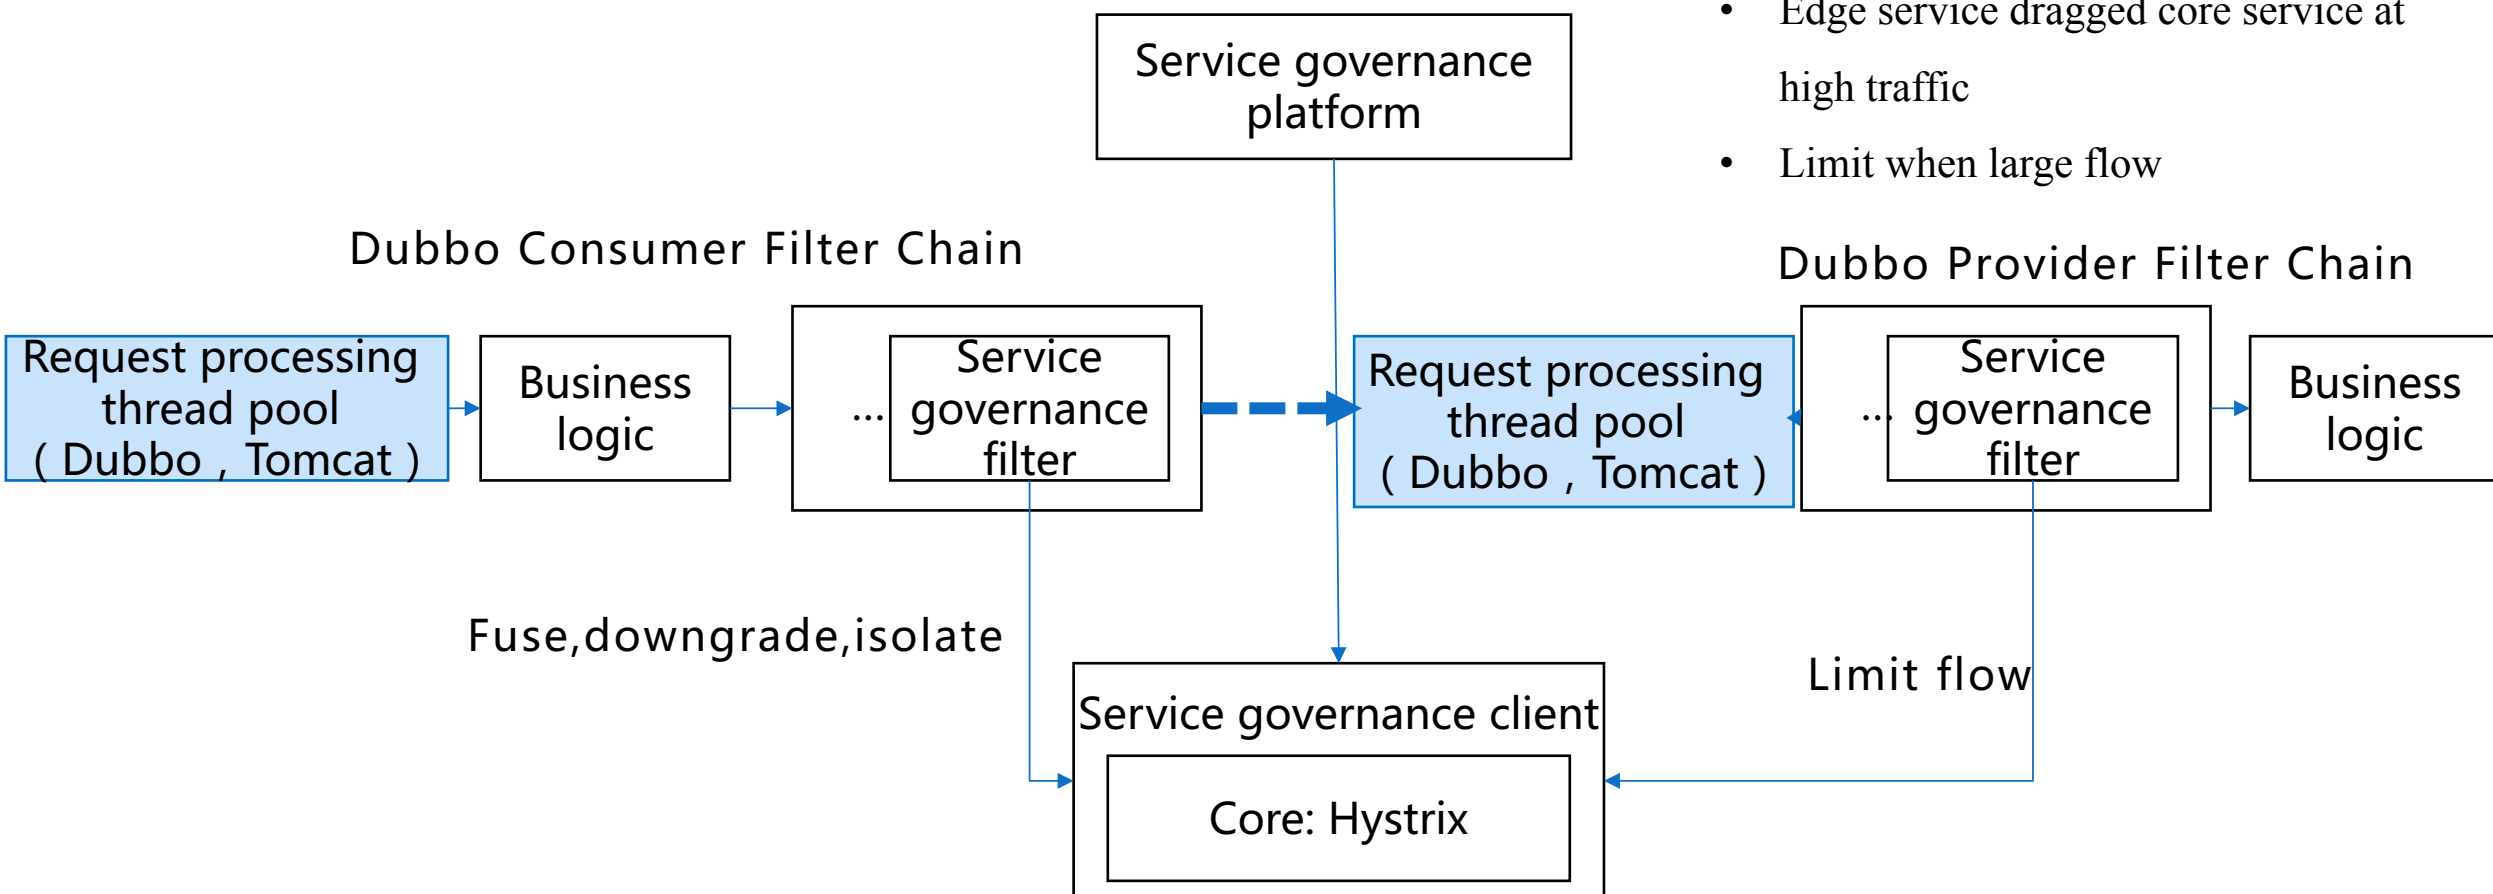 • Edge service dragged core service at
high traffic
• Limit when large flow
Service governance
platform
Dubbo Consumer Filter Chain
Dubbo Provider Filter Chain
Request processing
thread pool
( Dubbo , Tomcat )
Business
logic
...
Service
governance
filter
Request processing
thread pool
( Dubbo , Tomcat )
...
Service
governance
filter
Business
logic
Fuse,downgrade,isolate
Limit flow
Service governance client
Core: Hystrix